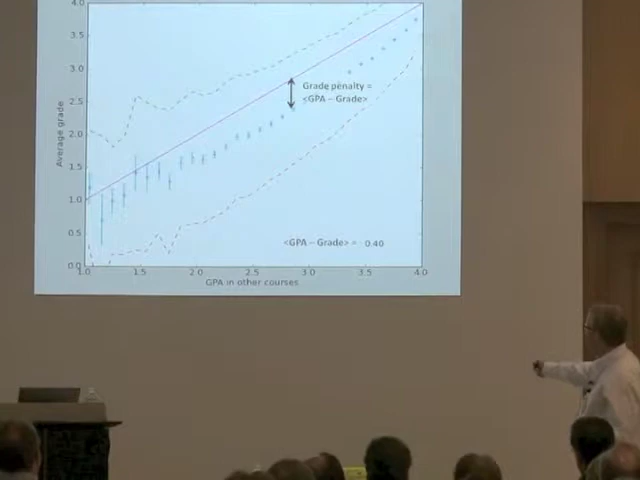 4.0
3.5
3.0
2.5
2.0
1.5
1.0
0.5
0.0
Average grade
Grade penalty =
<GPA – Grade>
<GPA – Grade> = 0.40
1.0 1.5 2.0 2.5 3.0 3.5 4.0
GPA in other courses